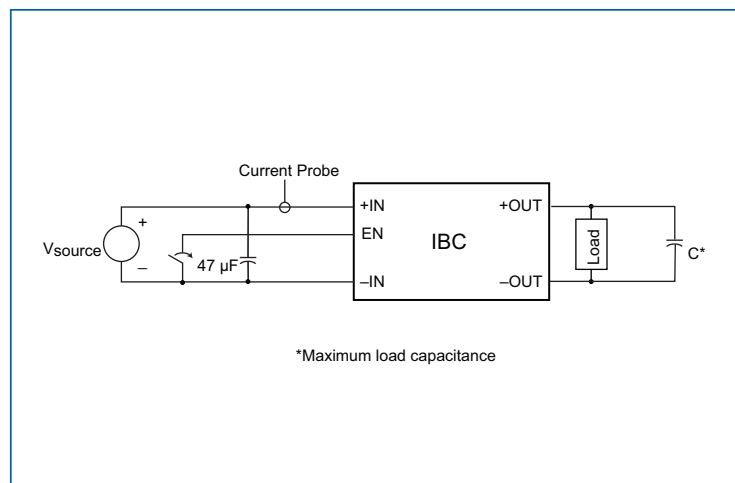 Current Probe
+IN
+OUT
+
EN
Vsource
IBC
Load
47 µF
C*
–
–IN
–OUT
*Maximum load capacitance